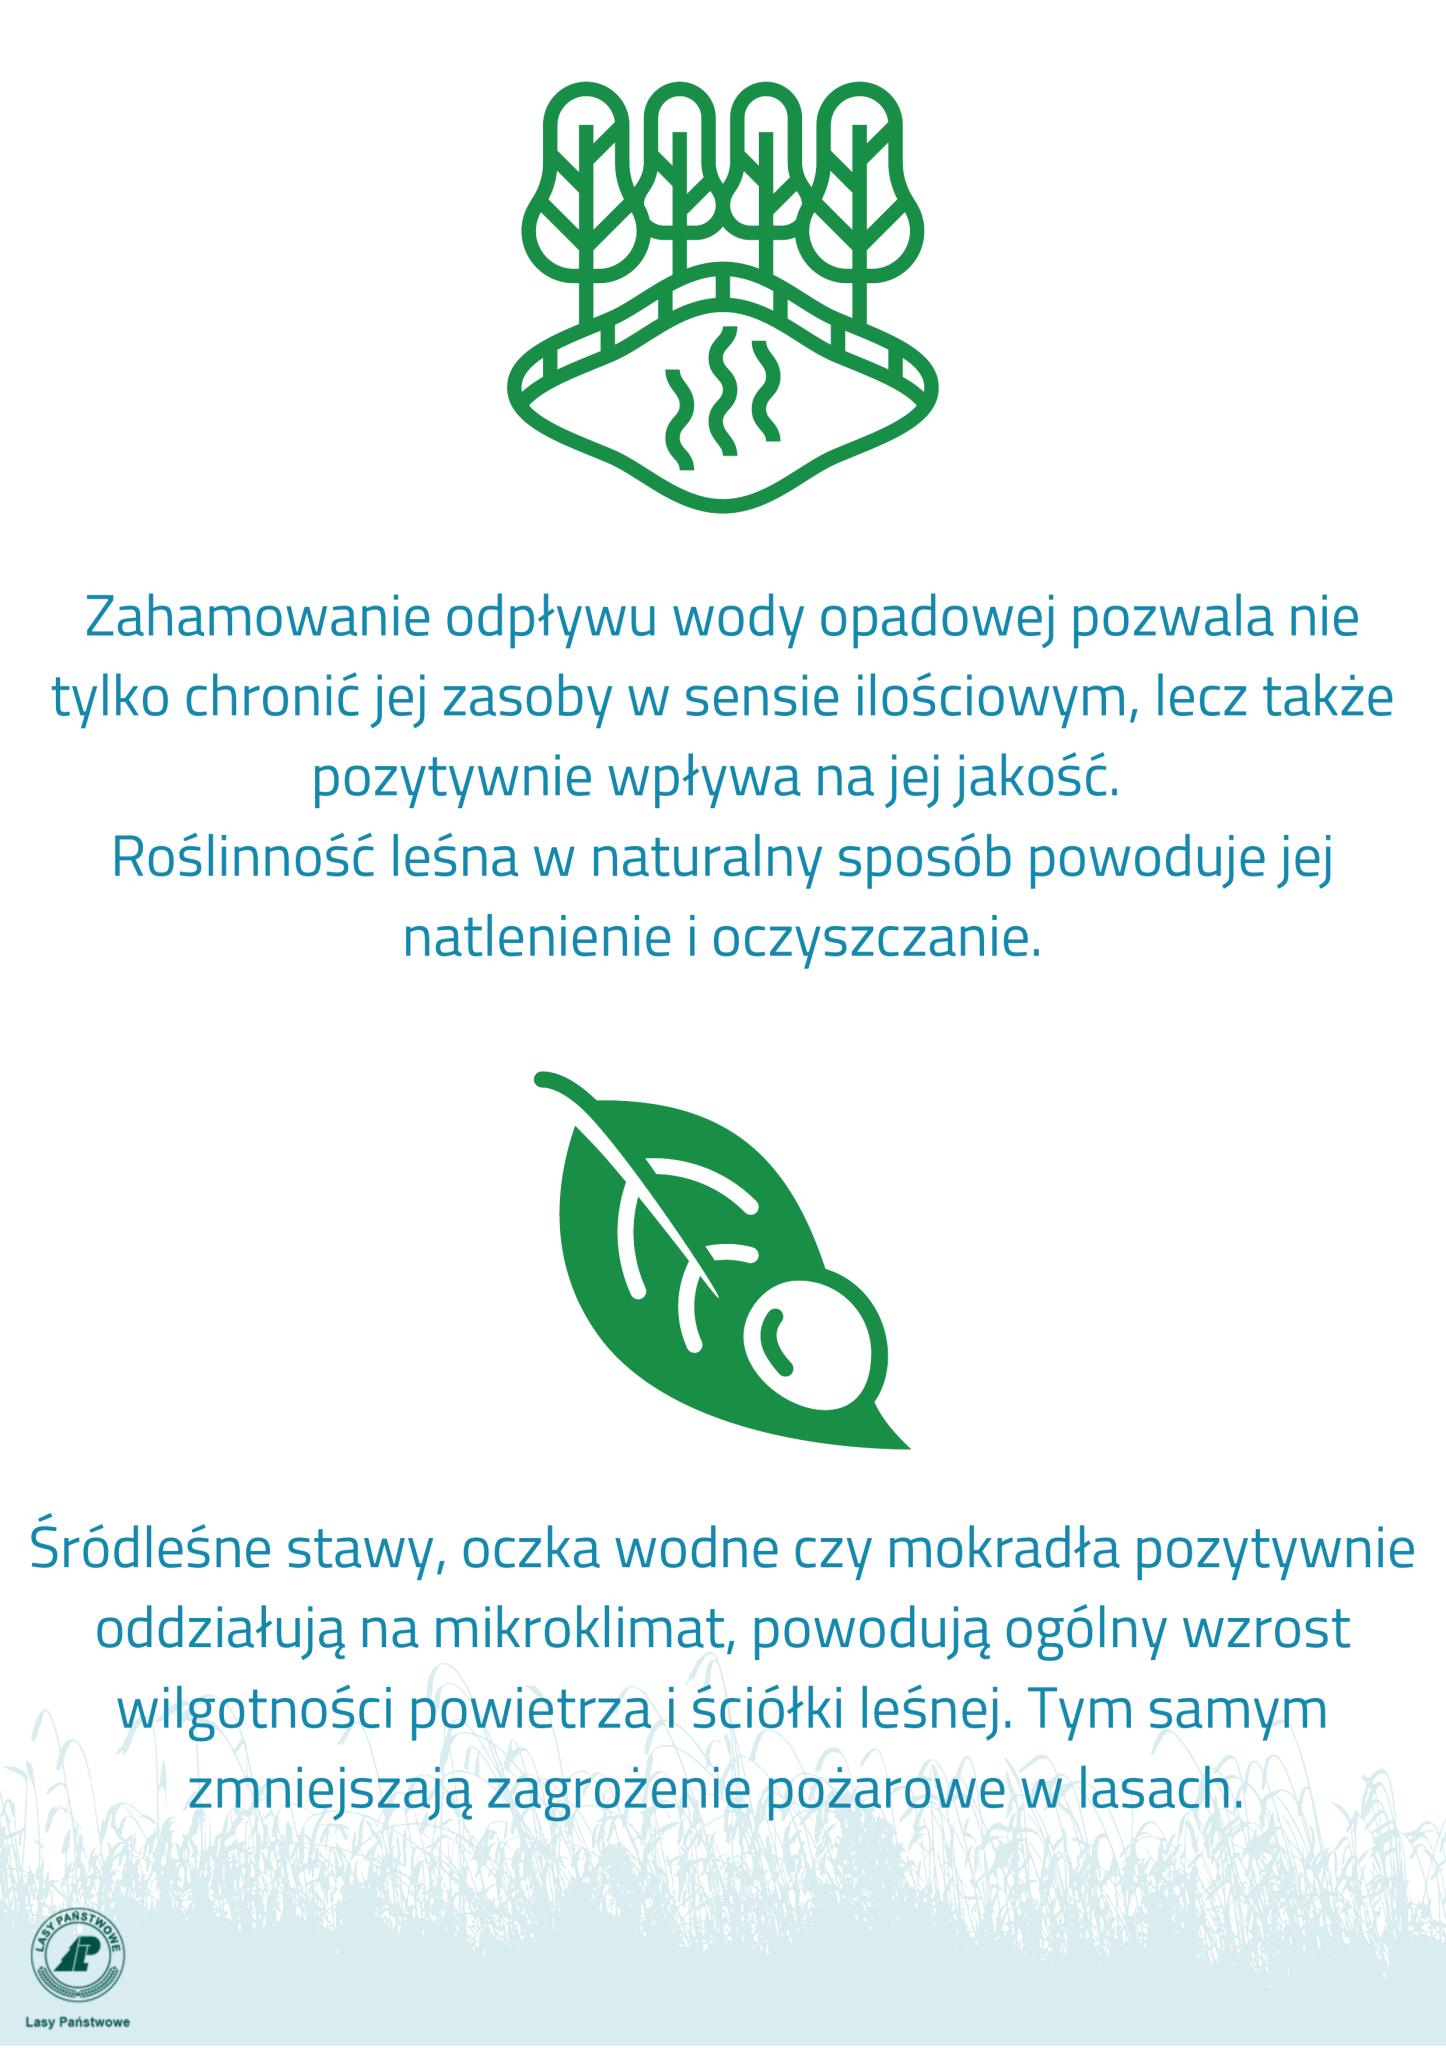 Zahamowanie odpływu wody opadowej pozwala nie
tylko chronić jej zasoby w sensie ilościowym, lecz także
pozytywnie wpływa na jej jakość.
Roślinność leśna w naturalny sposób powoduje jej
natlenienie i oczyszczanie.
Śródleśne stawy, oczka wodne czy mokradła pozytywnie
oddziałują na mikroklimat, powodują ogólny wzrost
wilgotności powietrza i ściółki leśnej. Tym samym
zmniejszają zagrożenie pożarowe w lasach.
LASY PAŃSTWOWE
LP
Lasy Państwowe